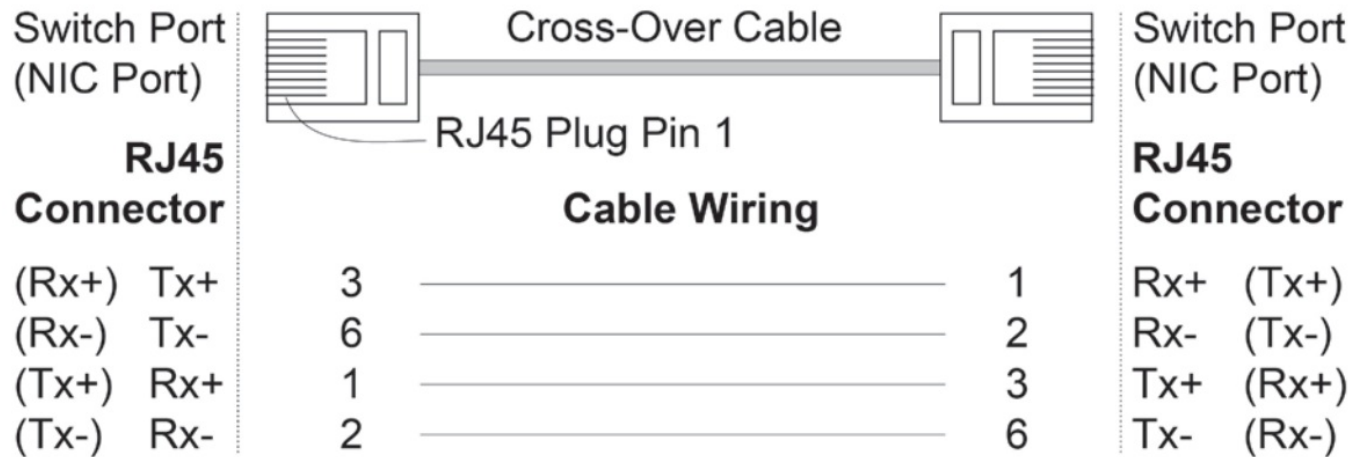 Switch Port Cross-Over Cable Switch Port
(NIC Port) (NIC Port)
RJ45 Plug Pin 1
RJ45 RJ45
Connector Cable Wiring Connector
(Rx+) Tx+ 3 1 Rx+ (Tx+)
(Rx-) Tx- 6 2 Rx- (Tx-)
(Tx+) Rx+ 1 3 Tx+ (Rx+)
(Tx-) Rx- 2 6 Tx- (Rx-)